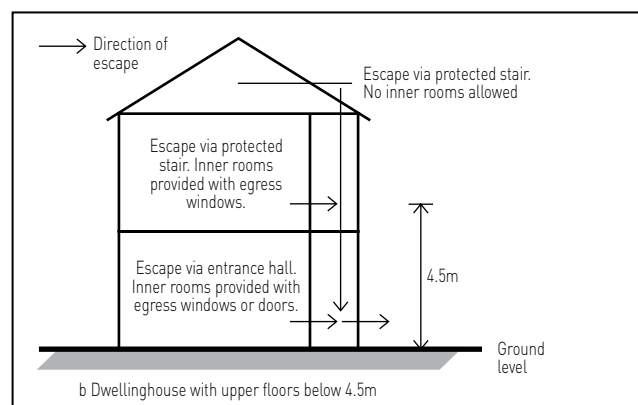 Direction of
escape
Escape via protected stair.
No inner rooms allowed
Escape via protected
stair. Inner rooms
provided with egress
windows.
4.5m
Escape via entrance hall.
Inner rooms provided with
egress windows or doors.
Ground
level
b Dwellinghouse with upper floors below 4.5m